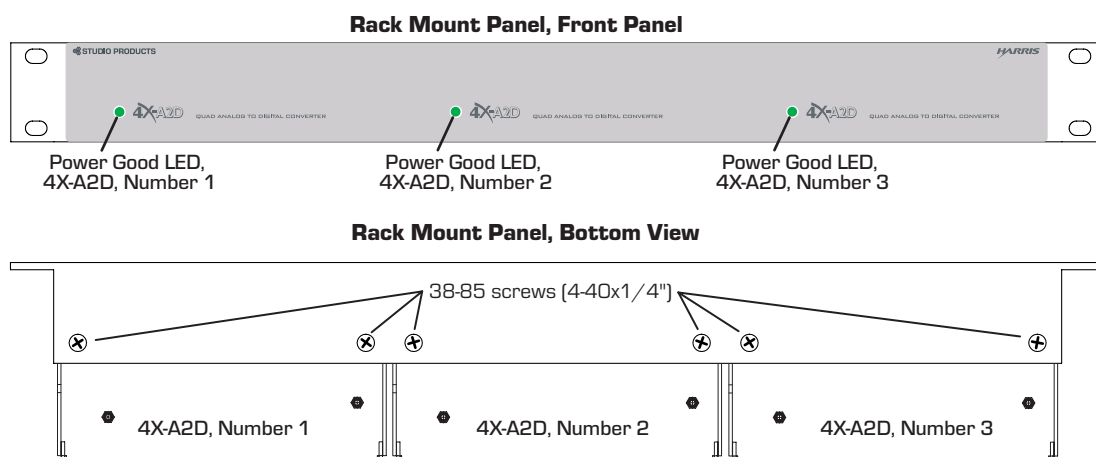 Rack Mount Panel, Front Panel
STUDIO PRODUCTS
HARRIS
4X-A2D QUAD ANALOG TO DIGITAL CONVERTER
4X-A2D QUAD ANALOG TO DIGITAL CONVERTER
4X-A2D QUAD ANALOG TO DIGITAL CONVERTER
Power Good LED,
4X-A2D, Number 1
Power Good LED,
4X-A2D, Number 2
Power Good LED,
4X-A2D, Number 3
Rack Mount Panel, Bottom View
38-85 screws (4-40x1/4")
4X-A2D, Number 1
4X-A2D, Number 2
4X-A2D, Number 3